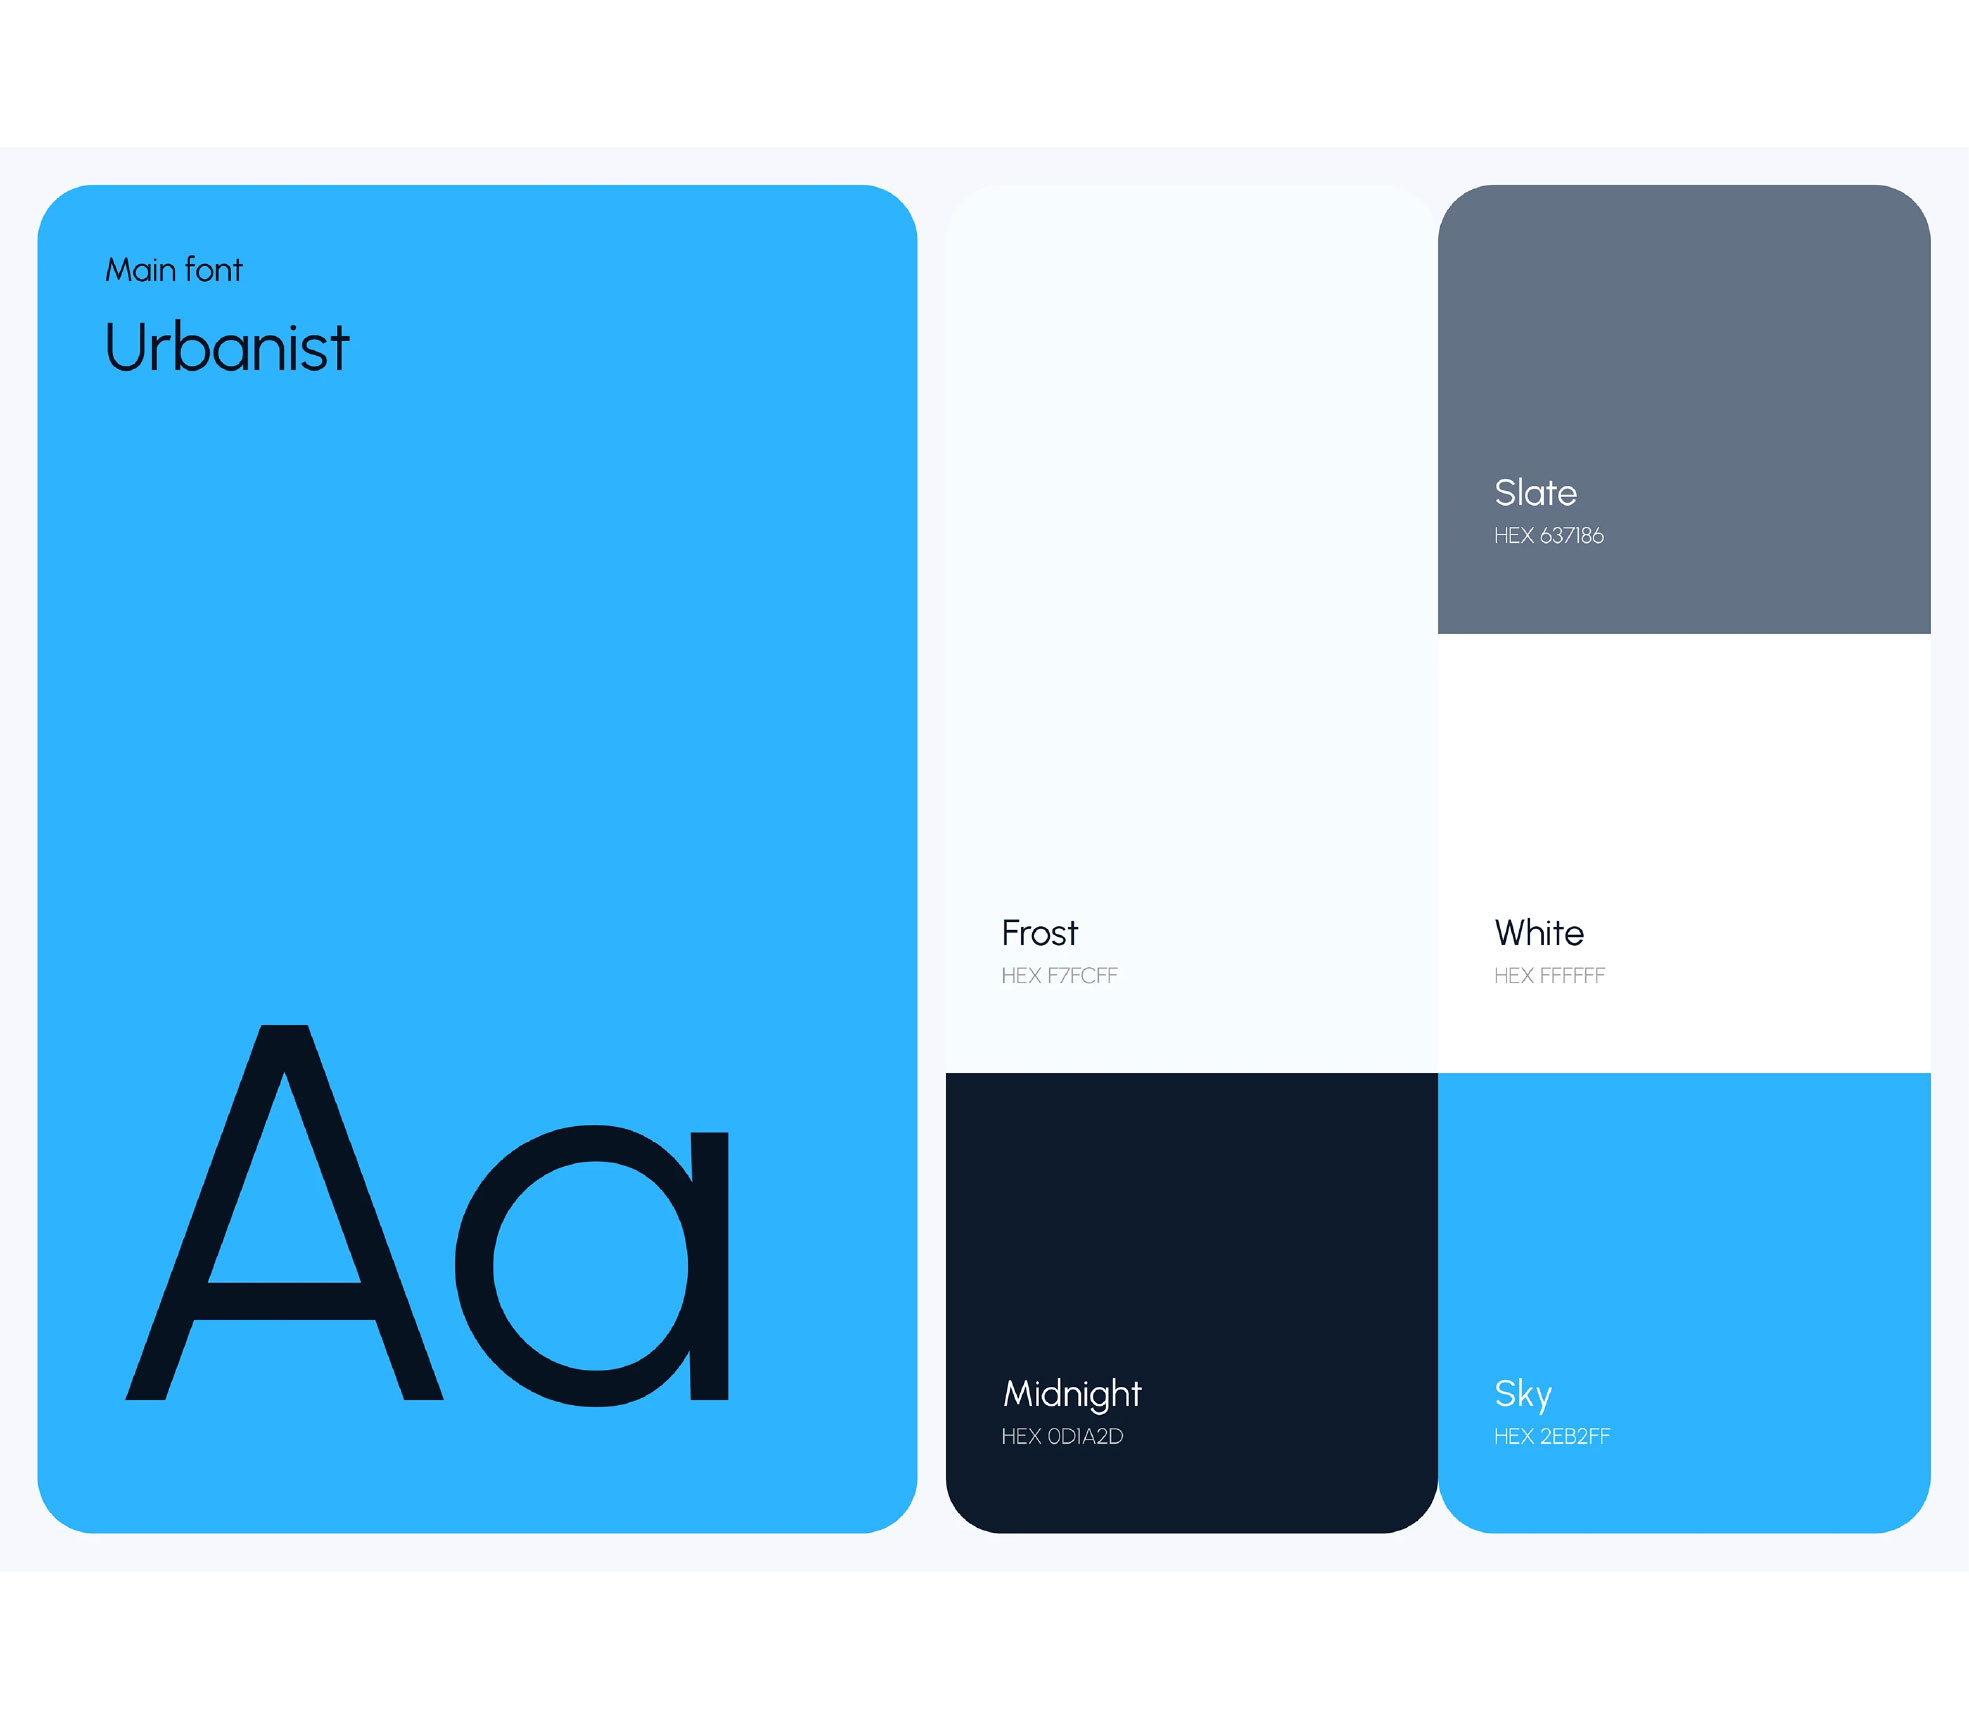 Main font
Urbanist
Aa
Frost
HEX F7FCFF
Midnight
HEX 0D1A2D
Slate
HEX 637186
White
HEX FFFFFF
Sky
HEX 2EB2FF